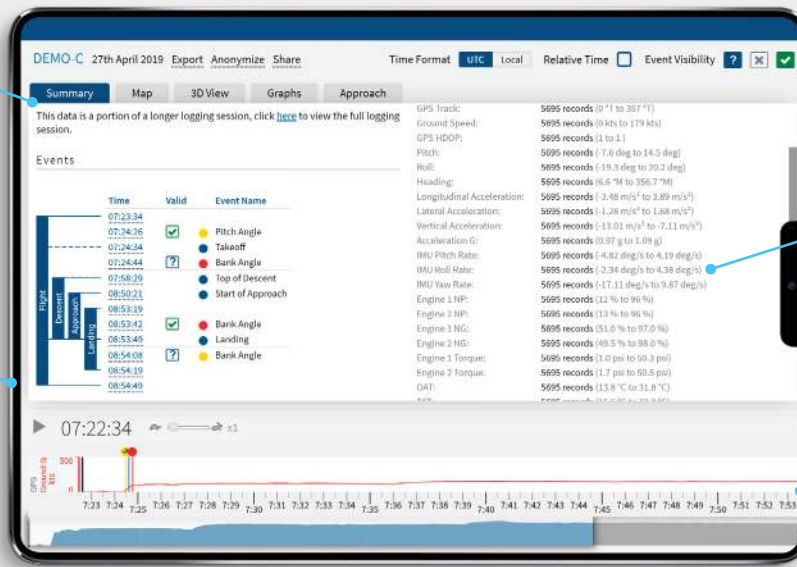 DEMO-C 27th April 2019 Export Anonymize Share Time Format UTC Local Relative Time Event Visibility ?
Summary Map 3D View Graphs Approach
This data is a portion of a longer logging session, click here to view the full logging
session.
Events
Time Valid Event Name
07:23:34
07:24:26 Pitch Angle
07:24:34 Takeoff
07:24:44 ? Bank Angle
07:58:29 Top of Descent
08:50:21 Start of Approach
08:53:19
08:53:42 Bank Angle
08:53:49 Landing
08:54:08 ? Bank Angle
08:54:19
08:54:49
Flight
Descent
Approach
Landing
GPS Track: 5695 records (0 °T to 357 °T)
Ground Speed: 5695 records (0 kts to 179 kts)
GPS HDOP: 5695 records (1 to 1)
Pitch: 5695 records (-7.6 deg to 14.5 deg)
Roll: 5695 records (-19.3 deg to 20.2 deg)
Heading: 5695 records (6.6 °M to 356.7 °M)
Longitudinal Acceleration: 5695 records (-2.48 m/s² to 3.89 m/s²)
Lateral Acceleration: 5695 records (-1.28 m/s² to 1.68 m/s²)
Vertical Acceleration: 5695 records (-13.01 m/s² to -7.11 m/s²)
Acceleration G: 5695 records (0.97 g to 1.09 g)
IMU Pitch Rate: 5695 records (-4.82 deg/s to 4.19 deg/s)
IMU Roll Rate: 5695 records (-2.34 deg/s to 4.38 deg/s)
IMU Yaw Rate: 5695 records (-17.11 deg/s to 9.87 deg/s)
Engine 1 NP: 5695 records (12 % to 96 %)
Engine 2 NP: 5695 records (13 % to 96 %)
Engine 1 NG: 5695 records (51.0 % to 97.0 %)
Engine 2 NG: 5695 records (49.5 % to 98.0 %)
Engine 1 Torque: 5695 records (1.0 psi to 50.3 psi)
Engine 2 Torque: 5695 records (1.7 psi to 50.6 psi)
OAT: 5695 records (13.8 °C to 31.8 °C)
07:22:34 x1
GPS
Ground S
kts
500
0
7:23 7:24 7:25 7:26 7:27 7:28 7:29 7:30 7:31 7:32 7:33 7:34 7:35 7:36 7:37 7:38 7:39 7:40 7:41 7:42 7:43 7:44 7:45 7:46 7:47 7:48 7:49 7:50 7:51 7:52 7:53